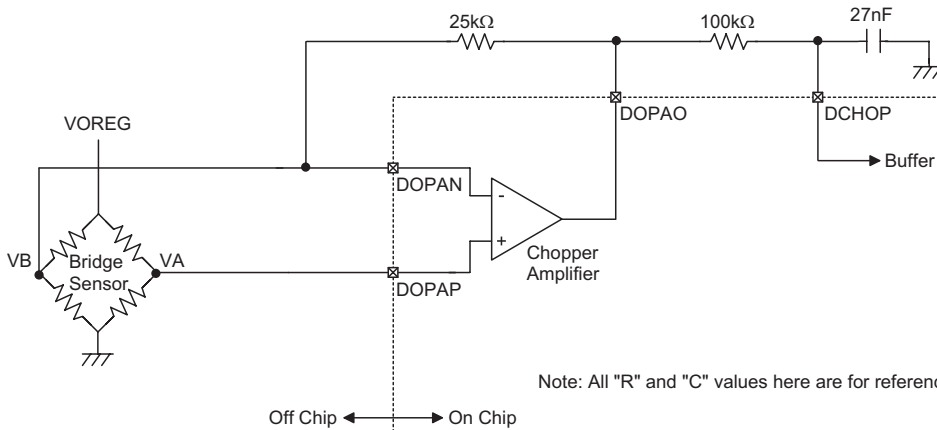 25kΩ
100kΩ
27nF
DOPAO
DCHOP
VOREG
Buffer
DOPAN
-
+
VB
Bridge
Sensor
VA
Chopper
Amplifier
DOPAP
Note: All "R" and "C" values here are for referenc
Off Chip
On Chip